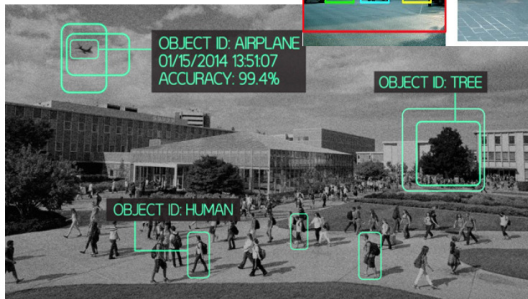 OBJECT ID: AIRPLANE
01/15/2014 13:51:07
ACCURACY: 99.4%
OBJECT ID: TREE
OBJECT ID: HUMAN